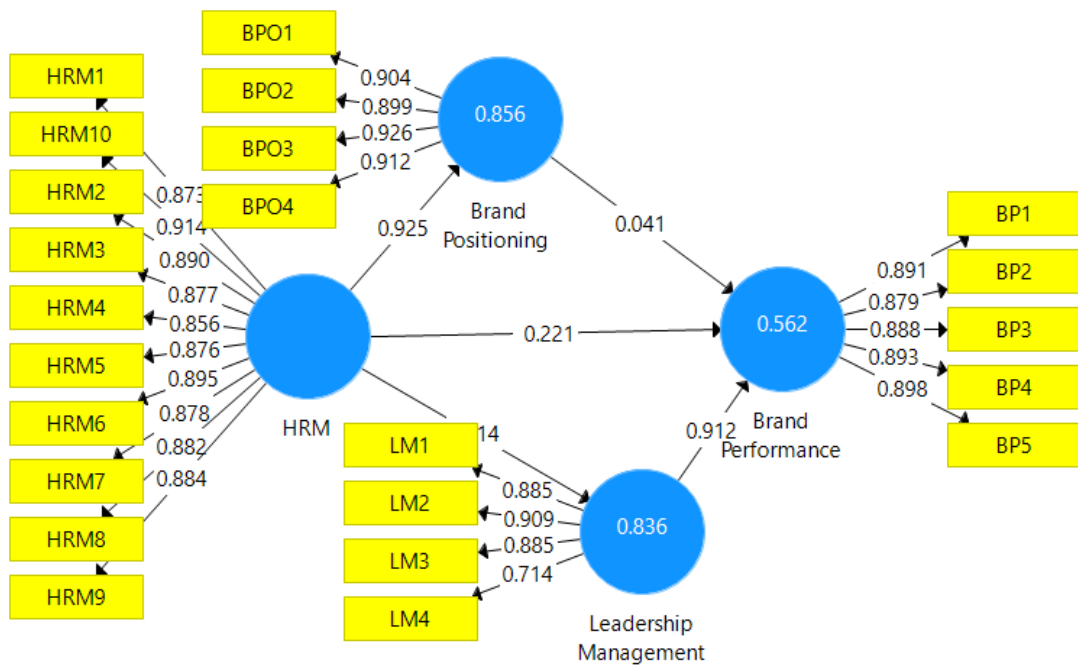 BPO1
BPO2
BPO3
BPO4
HRM1
HRM10
HRM2
HRM3
HRM4
HRM5
HRM6
HRM7
HRM8
HRM9
0.904
0.899
0.926
0.912
0.873
0.914
0.890
0.877
0.856
0.876
0.895
0.878
0.882
0.884
0.856
Brand
Positioning
0.925
0.041
HRM
0.221
14
LM1
LM2
LM3
LM4
0.885
0.909
0.885
0.714
0.836
Leadership
Management
0.912
0.562
Brand
Performance
0.891
0.879
0.888
0.893
0.898
BP1
BP2
BP3
BP4
BP5